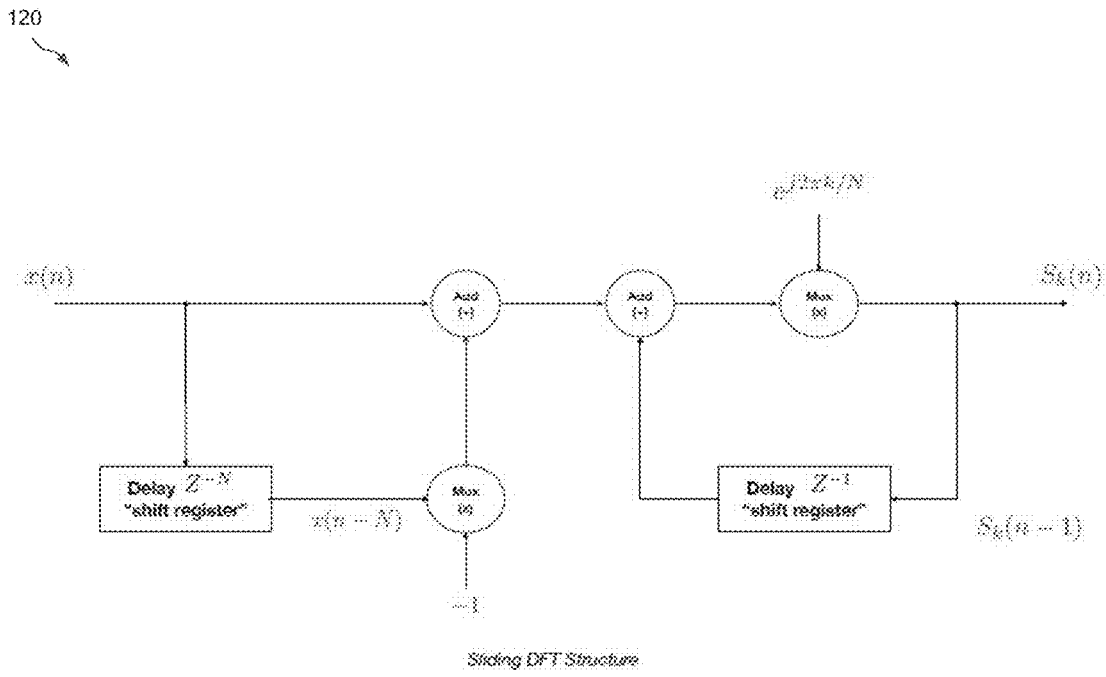 120
e^{j2πk/N}
x(n)
Add
[+]
Add
[+]
Mux
[x]
S_k(n)
Delay Z^{-N}
"shift register"
x(n − N)
Mux
[x]
Delay Z^{-1}
"shift register"
S_k(n − 1)
−1
Sliding DFT Structure